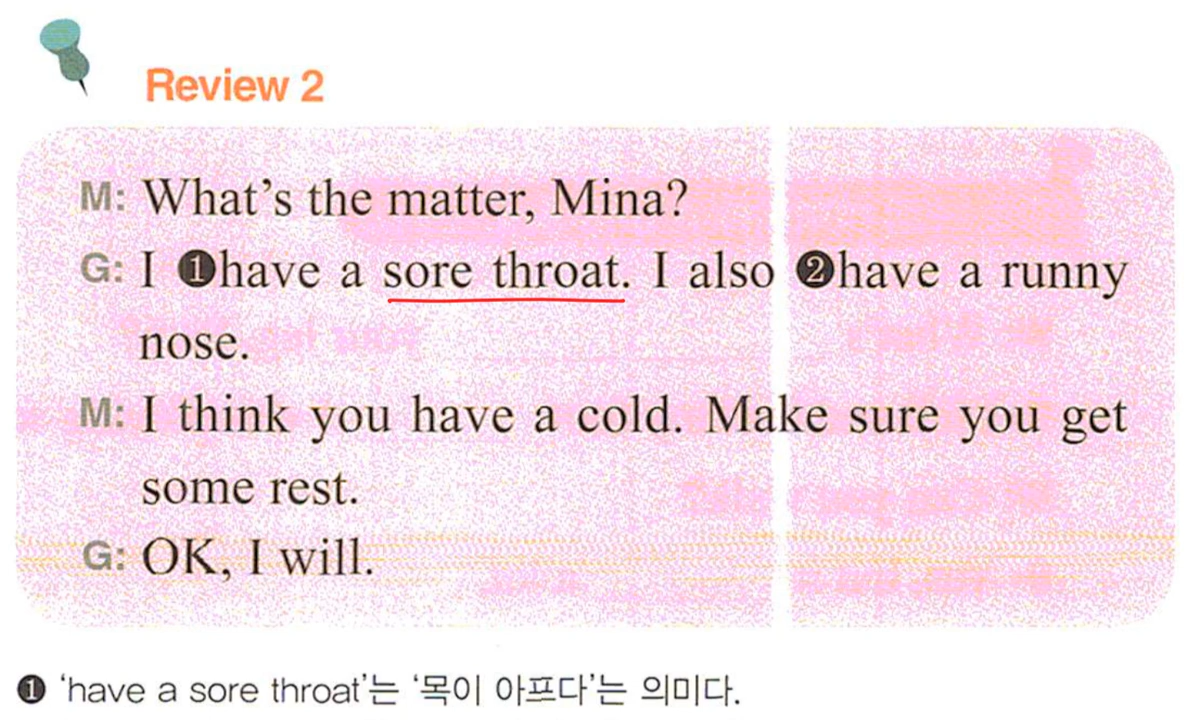 Review 2
M: What's the matter, Mina?
G: I ❶have a sore throat. I also ❷have a runny
nose.
M: I think you have a cold. Make sure you get
some rest.
G: OK, I will.
❶ 'have a sore throat'는 '목이 아프다'는 의미다.